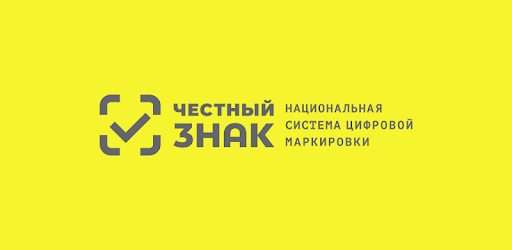 ЧЕСТНЫЙ
ЗНАК
НАЦИОНАЛЬНАЯ
СИСТЕМА ЦИФРОВОЙ
МАРКИРОВКИ